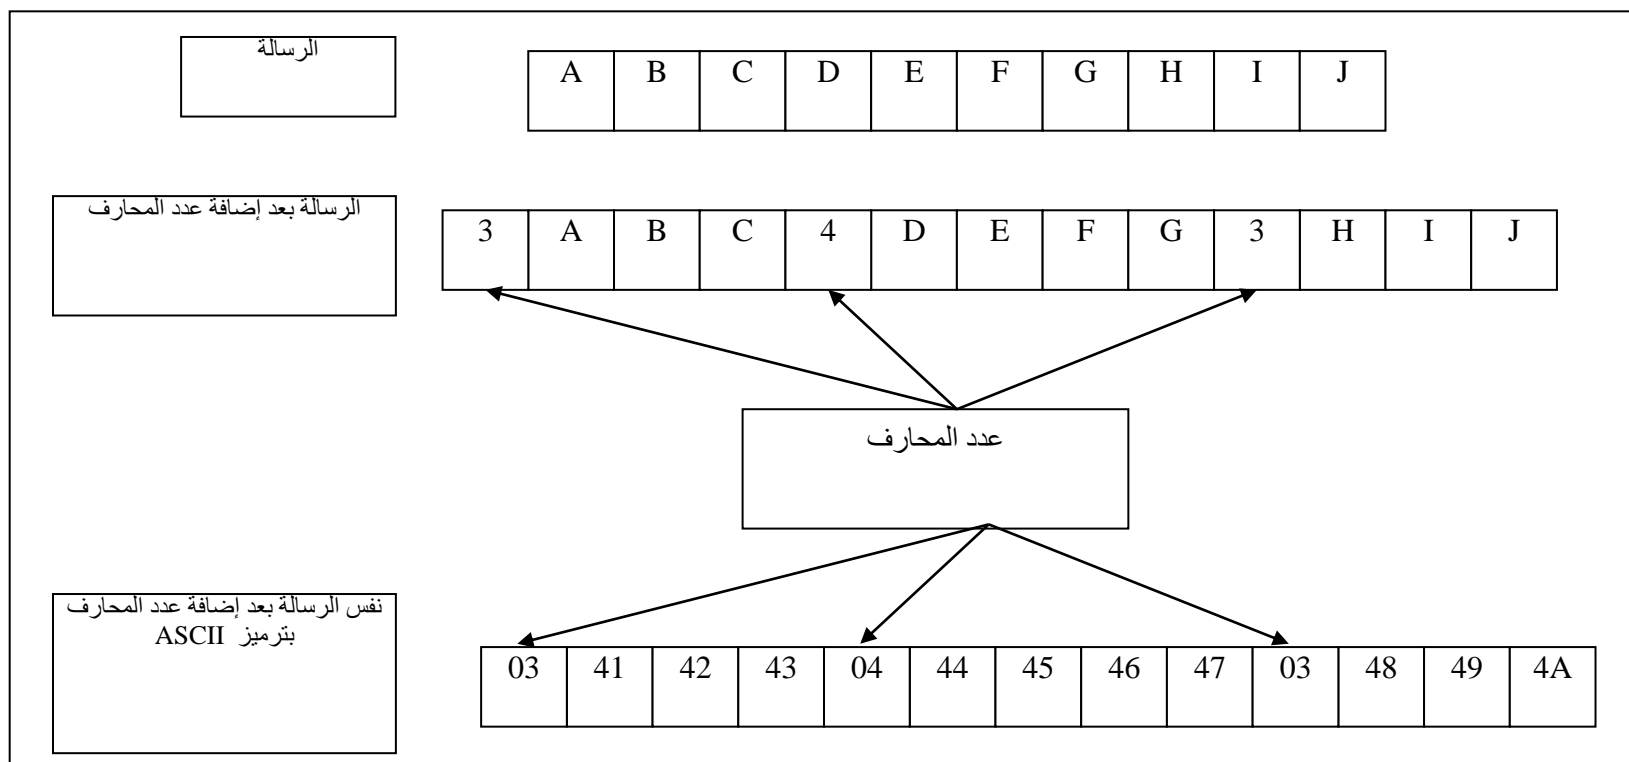 الرسالة
A B C D E F G H I J
الرسالة بعد إضافة عدد المحارف
3 A B C 4 D E F G 3 H I J
عدد المحارف
نفس الرسالة بعد إضافة عدد المحارف
بترميز ASCII
03 41 42 43 04 44 45 46 47 03 48 49 4A